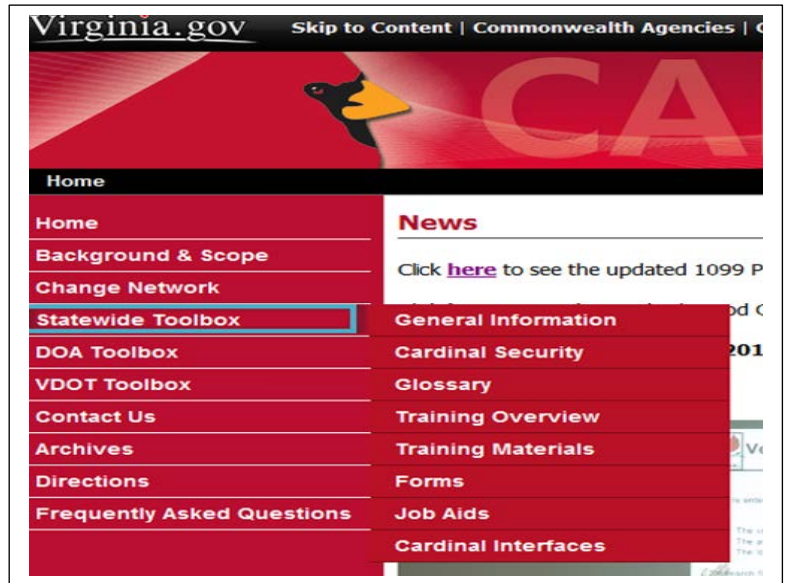 Virginia.gov Skip to Content | Commonwealth Agencies |
CA
Home
Home
Background & Scope
Change Network
Statewide Toolbox
DOA Toolbox
VDOT Toolbox
Contact Us
Archives
Directions
Frequently Asked Questions
News
Click here to see the updated 1099 P
General Information
Cardinal Security
Glossary
Training Overview
Training Materials
Forms
Job Aids
Cardinal Interfaces
201